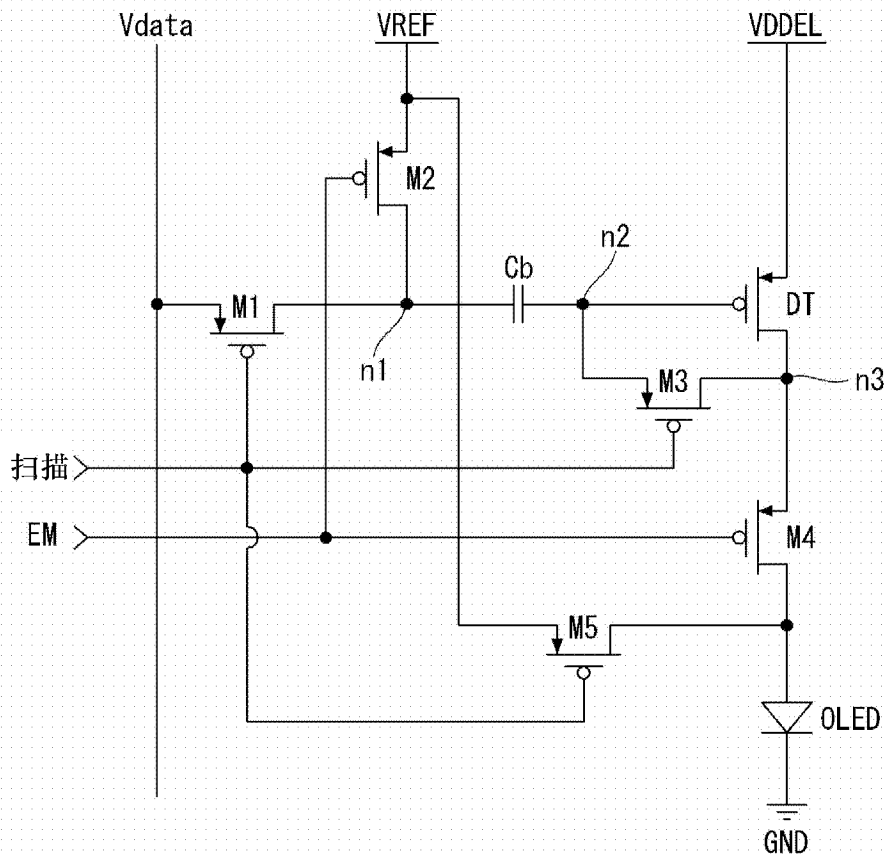 Vdata
VREF
VDDEL
M2
n2
Cb
M1
DT
n1
M3
n3
扫描
EM
M4
M5
OLED
GND